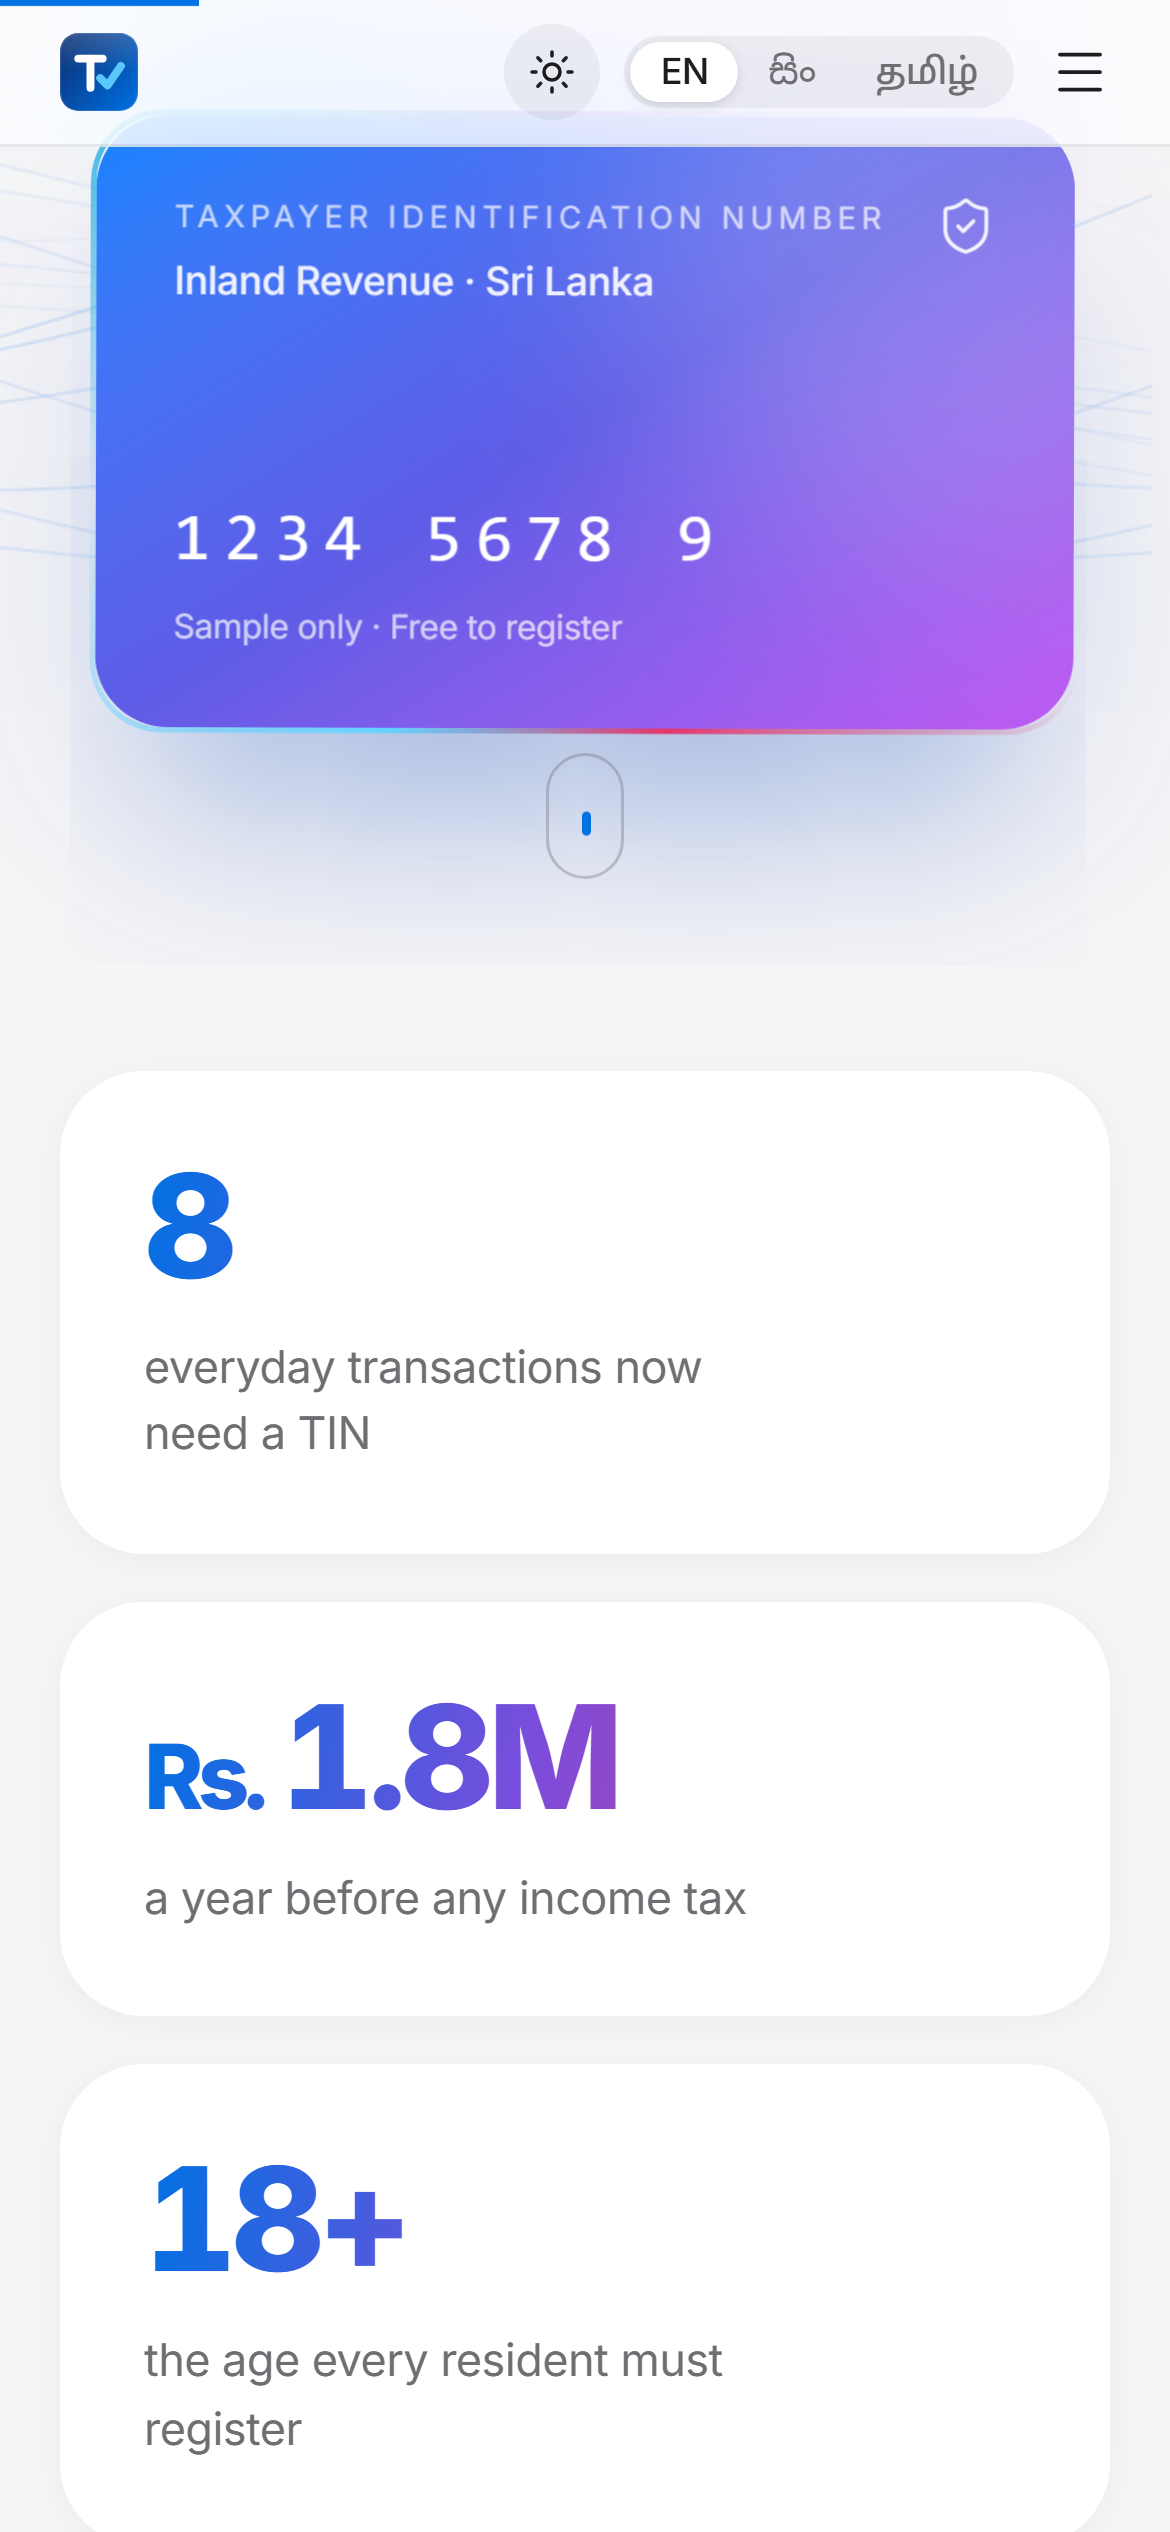 T
EN
සිං
தமிழ்
TAXPAYER IDENTIFICATION NUMBER
Inland Revenue · Sri Lanka
1234 5678 9
Sample only · Free to register
8
everyday transactions now
need a TIN
Rs. 1.8M
a year before any income tax
18+
the age every resident must
register